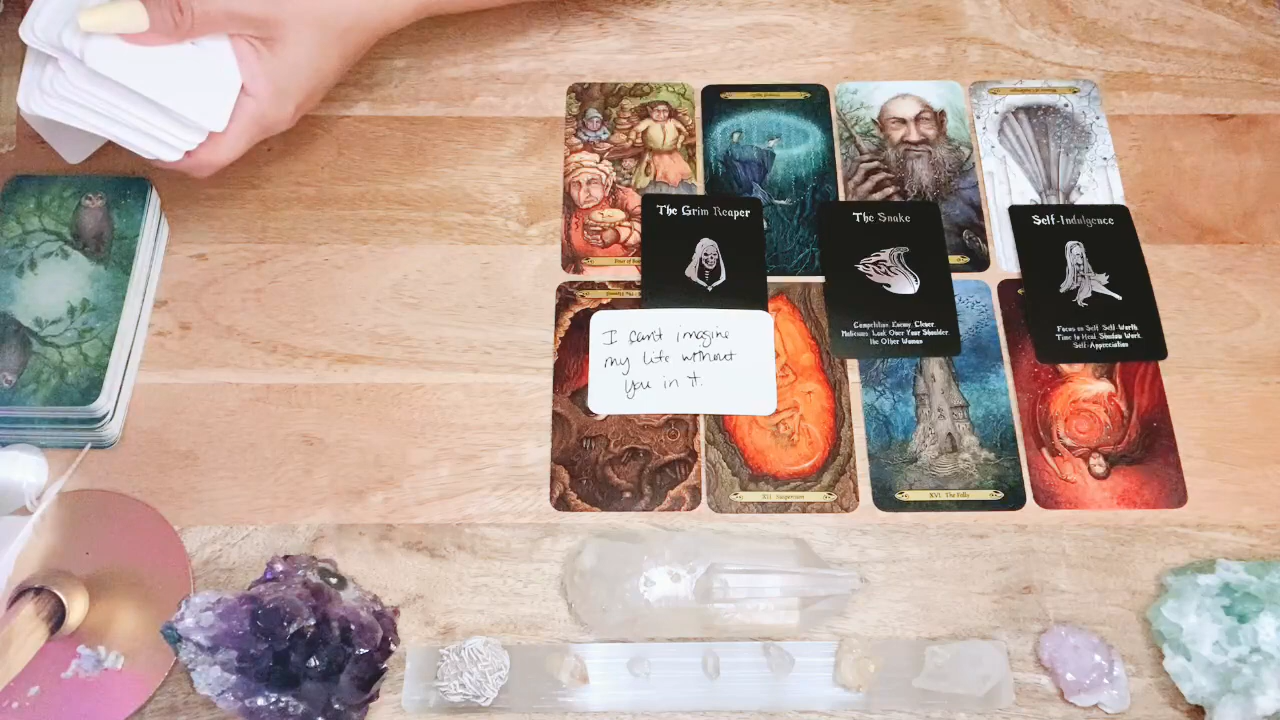 The Grim Reaper
The Snake
Self-Indulgence
Competition, Enemy, Clever,
Malicious, Look Over Your Shoulder,
the Other Woman
Focus on Self, Self-Worth
Time to Heal, Shadow Work,
Self-Appreciation
I can't imagine
my life without
you in it.
XII. Suspension
XVI. The Folly